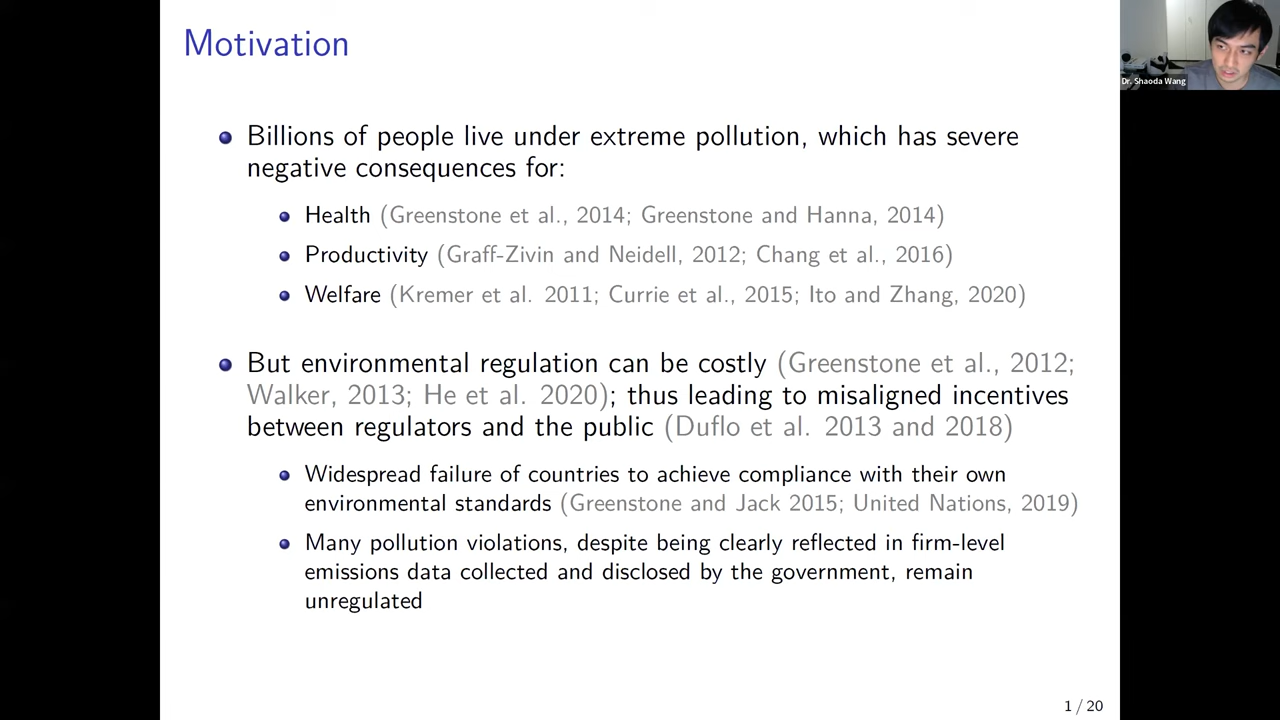 Motivation
Dr. Shaoda Wang
Billions of people live under extreme pollution, which has severe
negative consequences for:
Health (Greenstone et al., 2014; Greenstone and Hanna, 2014)
Productivity (Graff-Zivin and Neidell, 2012; Chang et al., 2016)
Welfare (Kremer et al. 2011; Currie et al., 2015; Ito and Zhang, 2020)
But environmental regulation can be costly (Greenstone et al., 2012;
Walker, 2013; He et al. 2020); thus leading to misaligned incentives
between regulators and the public (Duflo et al. 2013 and 2018)
Widespread failure of countries to achieve compliance with their own
environmental standards (Greenstone and Jack 2015; United Nations, 2019)
Many pollution violations, despite being clearly reflected in firm-level
emissions data collected and disclosed by the government, remain
unregulated
1 / 20